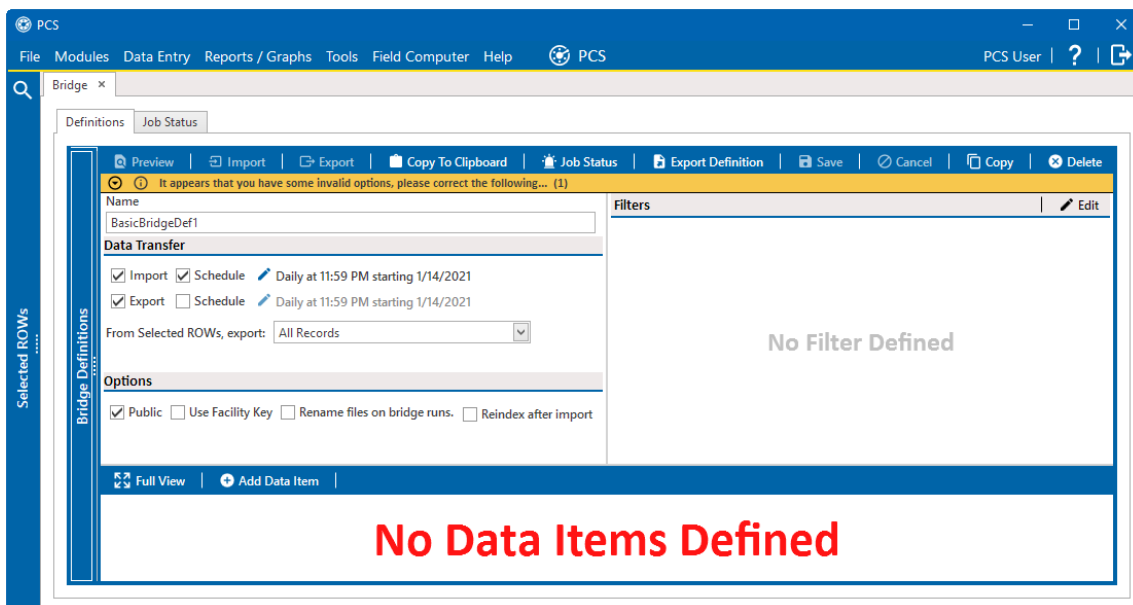 PCS
File Modules Data Entry Reports / Graphs Tools Field Computer Help PCS PCS User | ? |
Bridge ×
Definitions Job Status
Preview | Import | Export | Copy To Clipboard | Job Status | Export Definition | Save | Cancel | Copy | Delete
It appears that you have some invalid options, please correct the following... (1)
Name
Filters | Edit
BasicBridgeDef1
Data Transfer
Import Schedule Daily at 11:59 PM starting 1/14/2021
Export Schedule Daily at 11:59 PM starting 1/14/2021
From Selected ROWs, export: All Records
No Filter Defined
Options
Public Use Facility Key Rename files on bridge runs. Reindex after import
Selected ROWs
Bridge Definitions
Full View | Add Data Item |
No Data Items Defined